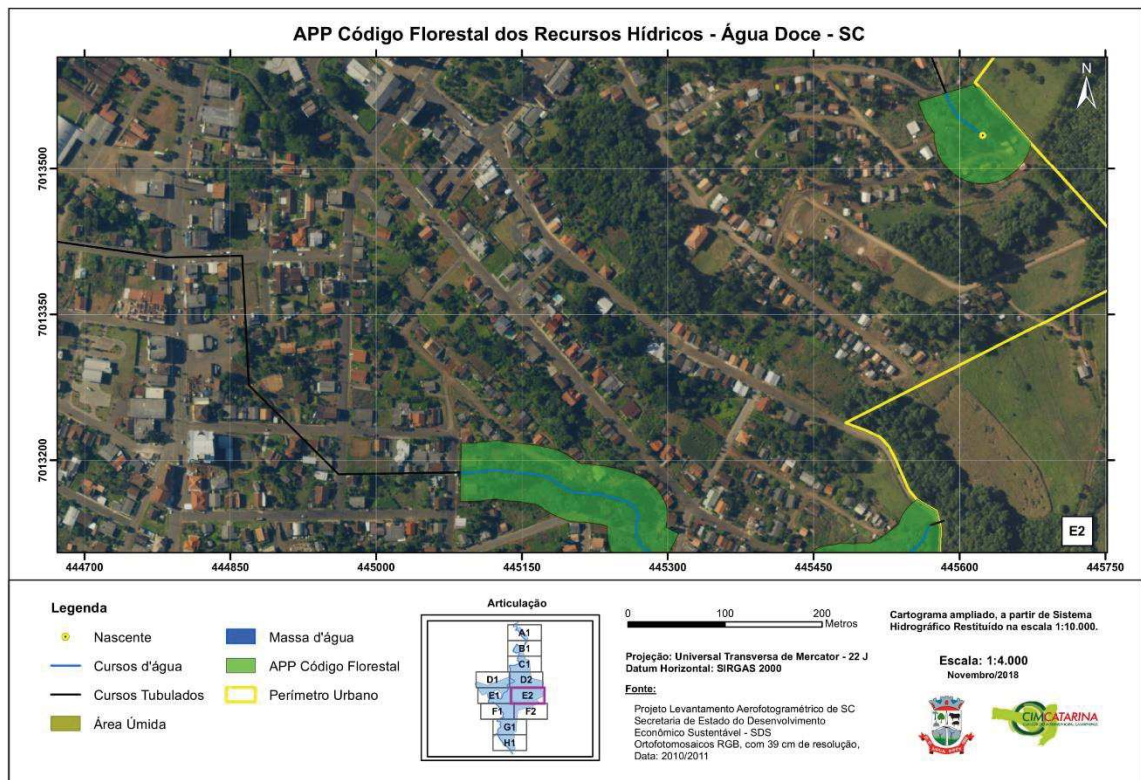 APP Código Florestal dos Recursos Hídricos - Água Doce - SC
N
7013500
7013350
7013200
E2
444700
444850
445000
445150
445300
445450
445600
445750
Legenda
Nascente
Cursos d'água
Cursos Tubulados
Área Úmida
Massa d'água
APP Código Florestal
Perímetro Urbano
Articulação
A1
B1
C1
D1
D2
E1
E2
F1
F2
G1
H1
0
100
200
Metros
Projeção: Universal Transversa de Mercator - 22 J
Datum Horizontal: SIRGAS 2000
Fonte:
Projeto Levantamento Aerofotogramétrico de SC
Secretaria de Estado do Desenvolvimento
Econômico Sustentável - SDS
Ortofotomosaicos RGB, com 39 cm de resolução,
Data: 2010/2011
Cartograma ampliado, a partir de Sistema
Hidrográfico Restituído na escala 1:10.000.
Escala: 1:4.000
Novembro/2018
ÁGUA DOCE
CIMCATARINA